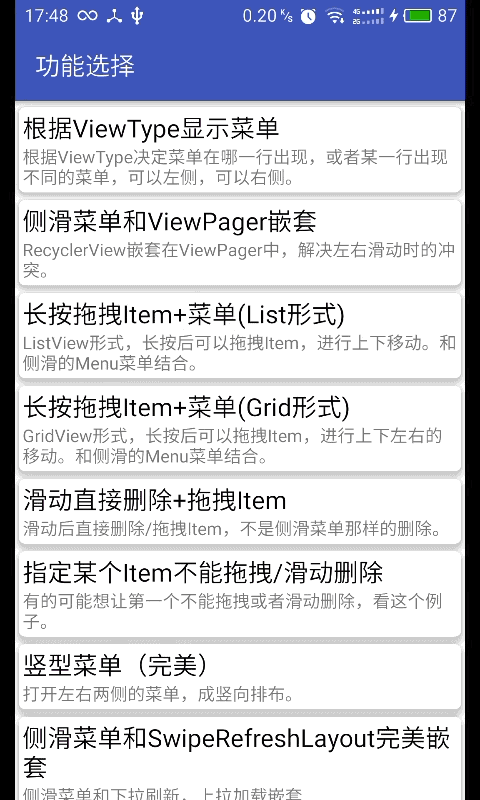 17:48 0.20 K/s 4G 2G 87
功能选择
根据ViewType显示菜单
根据ViewType决定菜单在哪一行出现，或者某一行出现
不同的菜单，可以左侧，可以右侧。
侧滑菜单和ViewPager嵌套
RecyclerView嵌套在ViewPager中，解决左右滑动时的冲
突。
长按拖拽Item+菜单(List形式)
ListView形式，长按后可以拖拽Item，进行上下移动。和
侧滑的Menu菜单结合。
长按拖拽Item+菜单(Grid形式)
GridView形式，长按后可以拖拽Item，进行上下左右的
移动。和侧滑的Menu菜单结合。
滑动直接删除+拖拽Item
滑动后直接删除/拖拽Item，不是侧滑菜单那样的删除。
指定某个Item不能拖拽/滑动删除
有的可能想让第一个不能拖拽或者滑动删除，看这个例
子。
竖型菜单（完美）
打开左右两侧的菜单，成竖向排布。
侧滑菜单和SwipeRefreshLayout完美嵌
套
侧滑菜单和下拉刷新、上拉加载嵌套